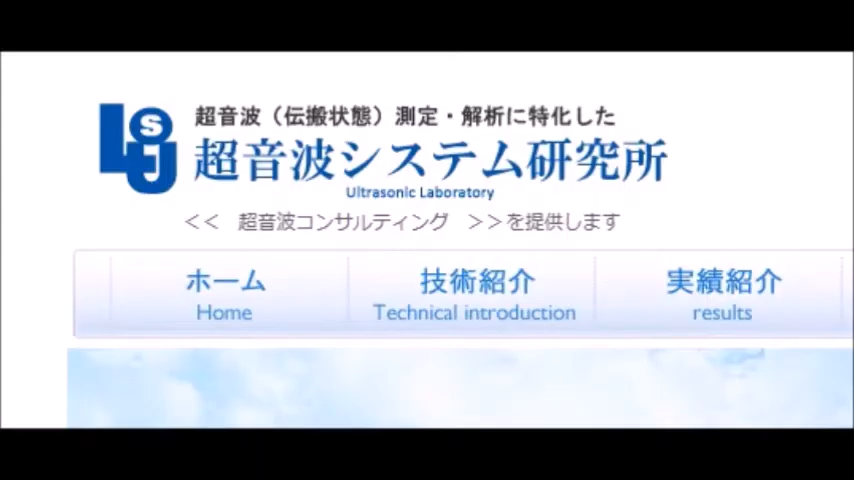 LSJ
超音波（伝搬状態）測定・解析に特化した
超音波システム研究所
Ultrasonic Laboratory
<< 超音波コンサルティング >>を提供します
ホーム 技術紹介 実績紹介
Home Technical introduction results